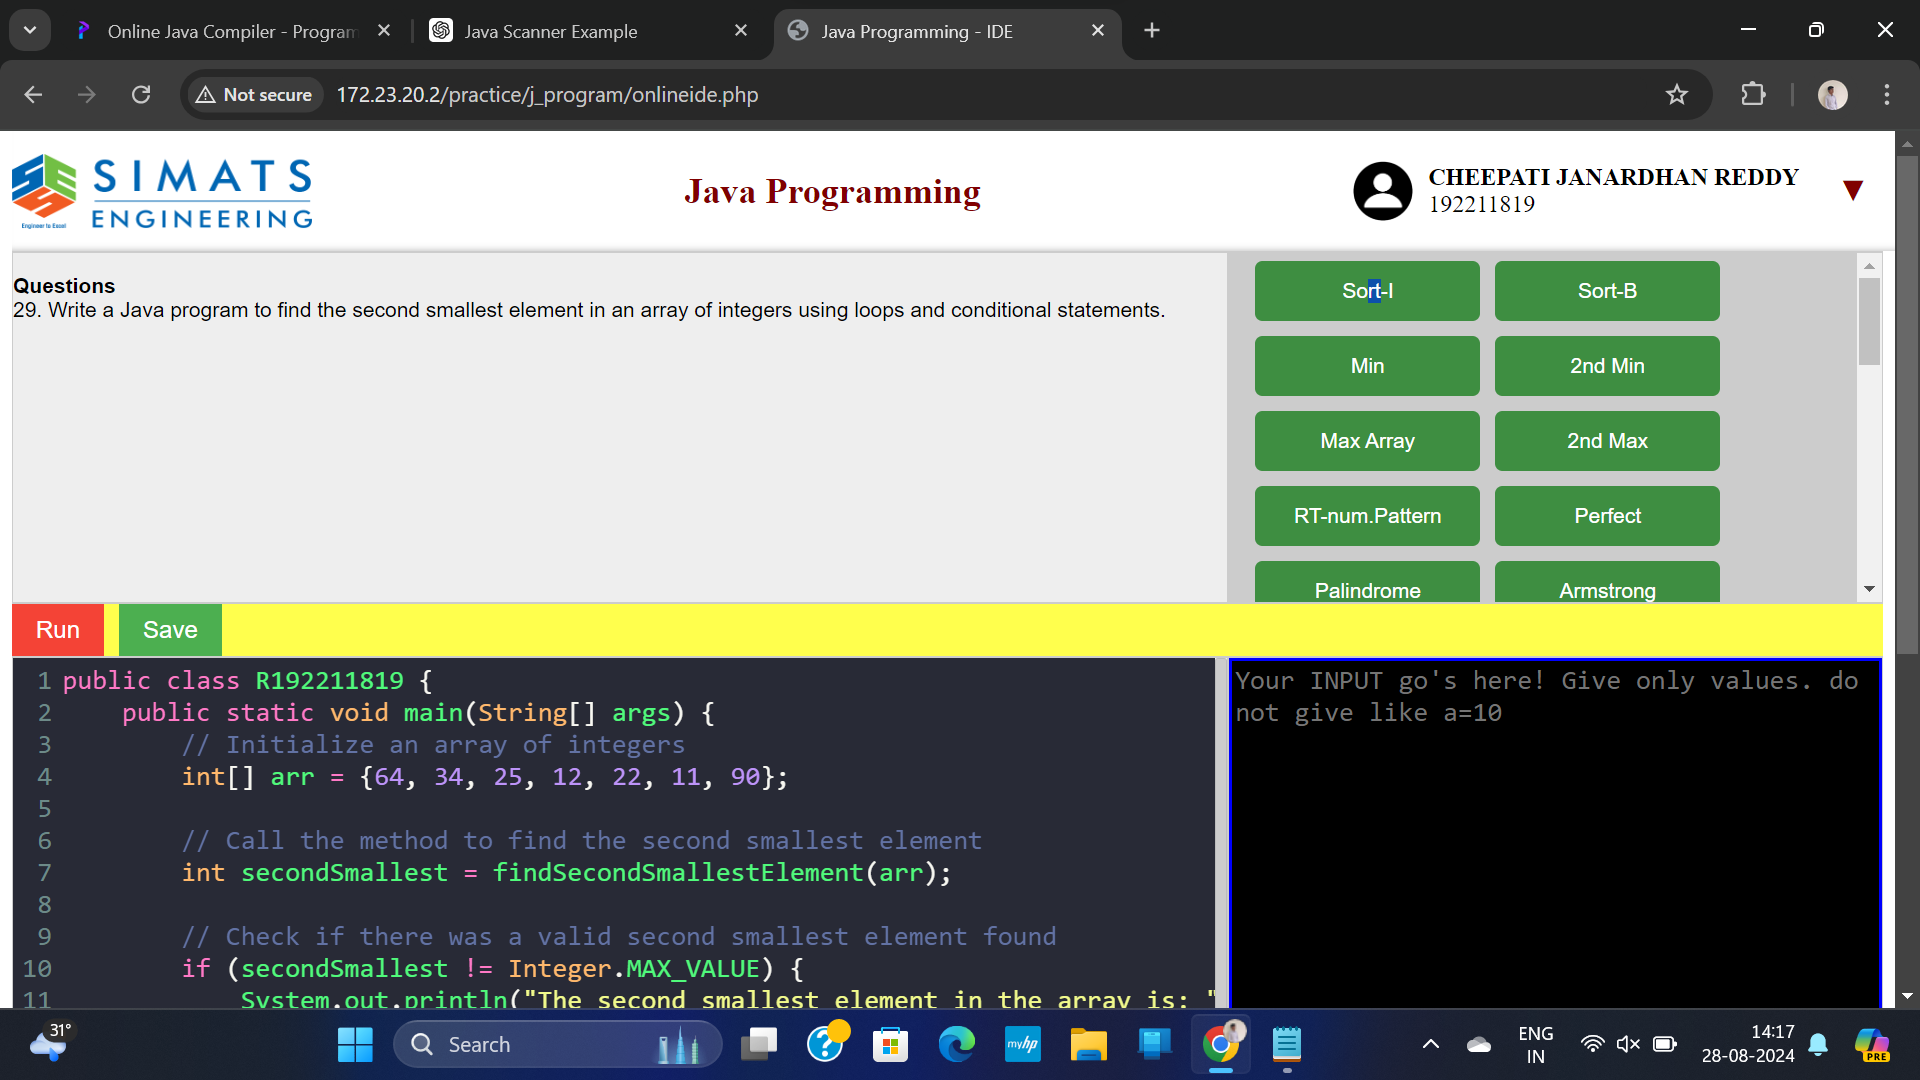 Online Java Compiler - Program
Java Scanner Example
Java Programming - IDE
Not secure
172.23.20.2/practice/j_program/onlineide.php
SIMATS
ENGINEERING
Engineer to Excel
Java Programming
CHEEPATI JANARDHAN REDDY
192211819
Questions
29. Write a Java program to find the second smallest element in an array of integers using loops and conditional statements.
Sort-I
Sort-B
Min
2nd Min
Max Array
2nd Max
RT-num.Pattern
Perfect
Palindrome
Armstrong
Run
Save
1 public class R192211819 {
2 public static void main(String[] args) {
3 // Initialize an array of integers
4 int[] arr = {64, 34, 25, 12, 22, 11, 90};
5
6 // Call the method to find the second smallest element
7 int secondSmallest = findSecondSmallestElement(arr);
8
9 // Check if there was a valid second smallest element found
10 if (secondSmallest != Integer.MAX_VALUE) {
11 System.out.println("The second smallest element in the array is: "
Your INPUT go's here! Give only values. do
not give like a=10
31°
Search
myhp
ENG
IN
14:17
28-08-2024
PRE